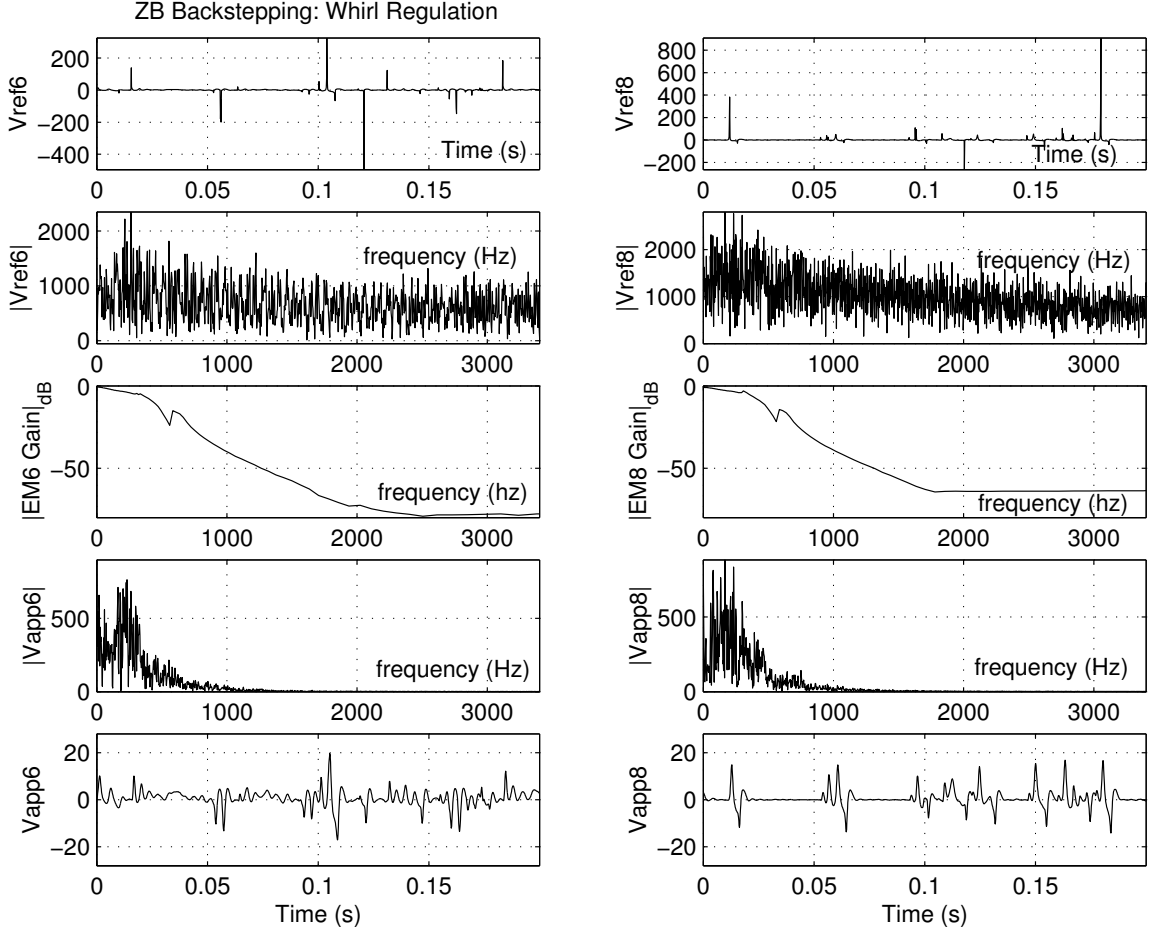 ZB Backstepping: Whirl Regulation
Vref6
200
0
−200
−400
Time (s)
0 0.05 0.1 0.15
|Vref6|
2000
1000
0
frequency (Hz)
0 1000 2000 3000
|EM6 Gain|dB
0
−50
frequency (hz)
0 1000 2000 3000
|Vapp6|
500
0
frequency (Hz)
0 1000 2000 3000
Vapp6
20
0
−20
0 0.05 0.1 0.15
Time (s)
Vref8
800
600
400
200
0
−200
Time (s)
0 0.05 0.1 0.15
|Vref8|
2000
1000
0
frequency (Hz)
0 1000 2000 3000
|EM8 Gain|dB
0
−50
frequency (hz)
0 1000 2000 3000
|Vapp8|
500
0
frequency (Hz)
0 1000 2000 3000
Vapp8
20
0
−20
0 0.05 0.1 0.15
Time (s)